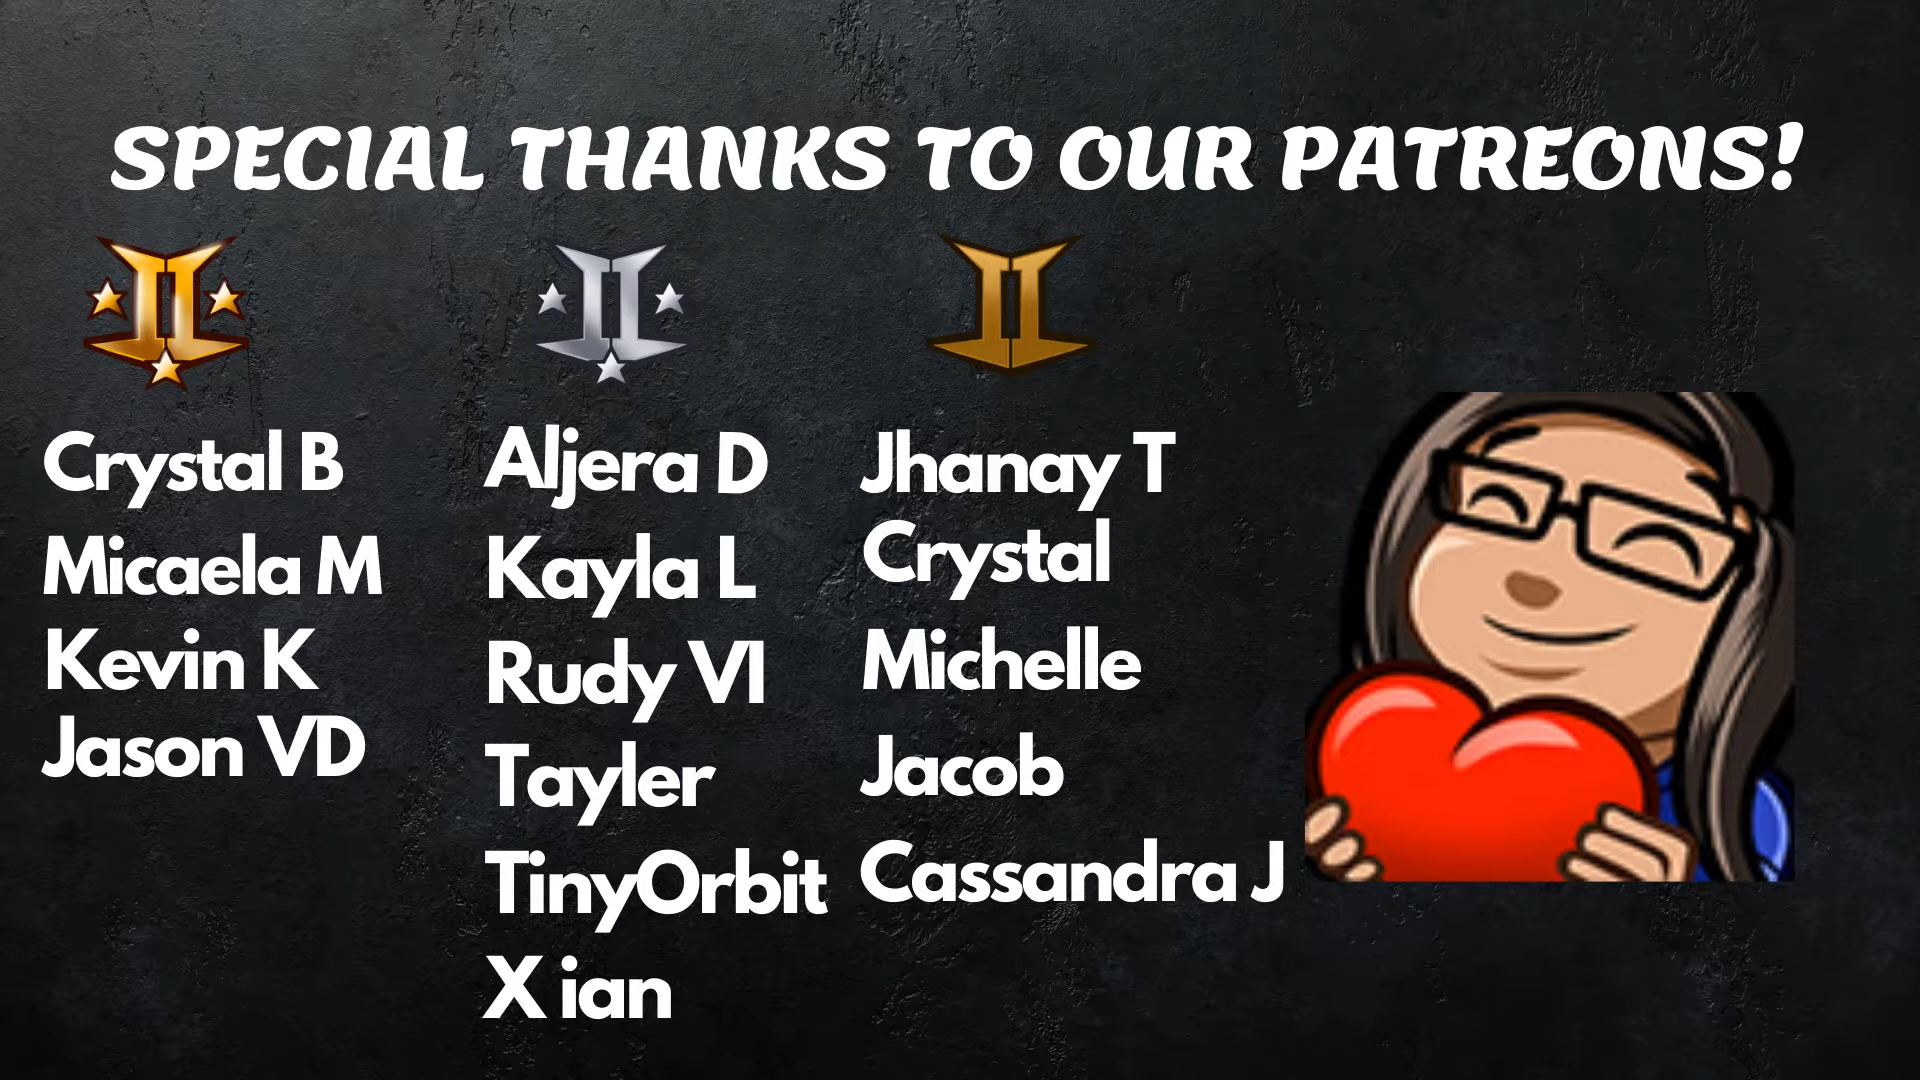 SPECIAL THANKS TO OUR PATREONS!
Crystal B
Micaela M
Kevin K
Jason VD
Aljera D
Kayla L
Rudy VI
Tayler
TinyOrbit
X ian
Jhanay T
Crystal
Michelle
Jacob
Cassandra J